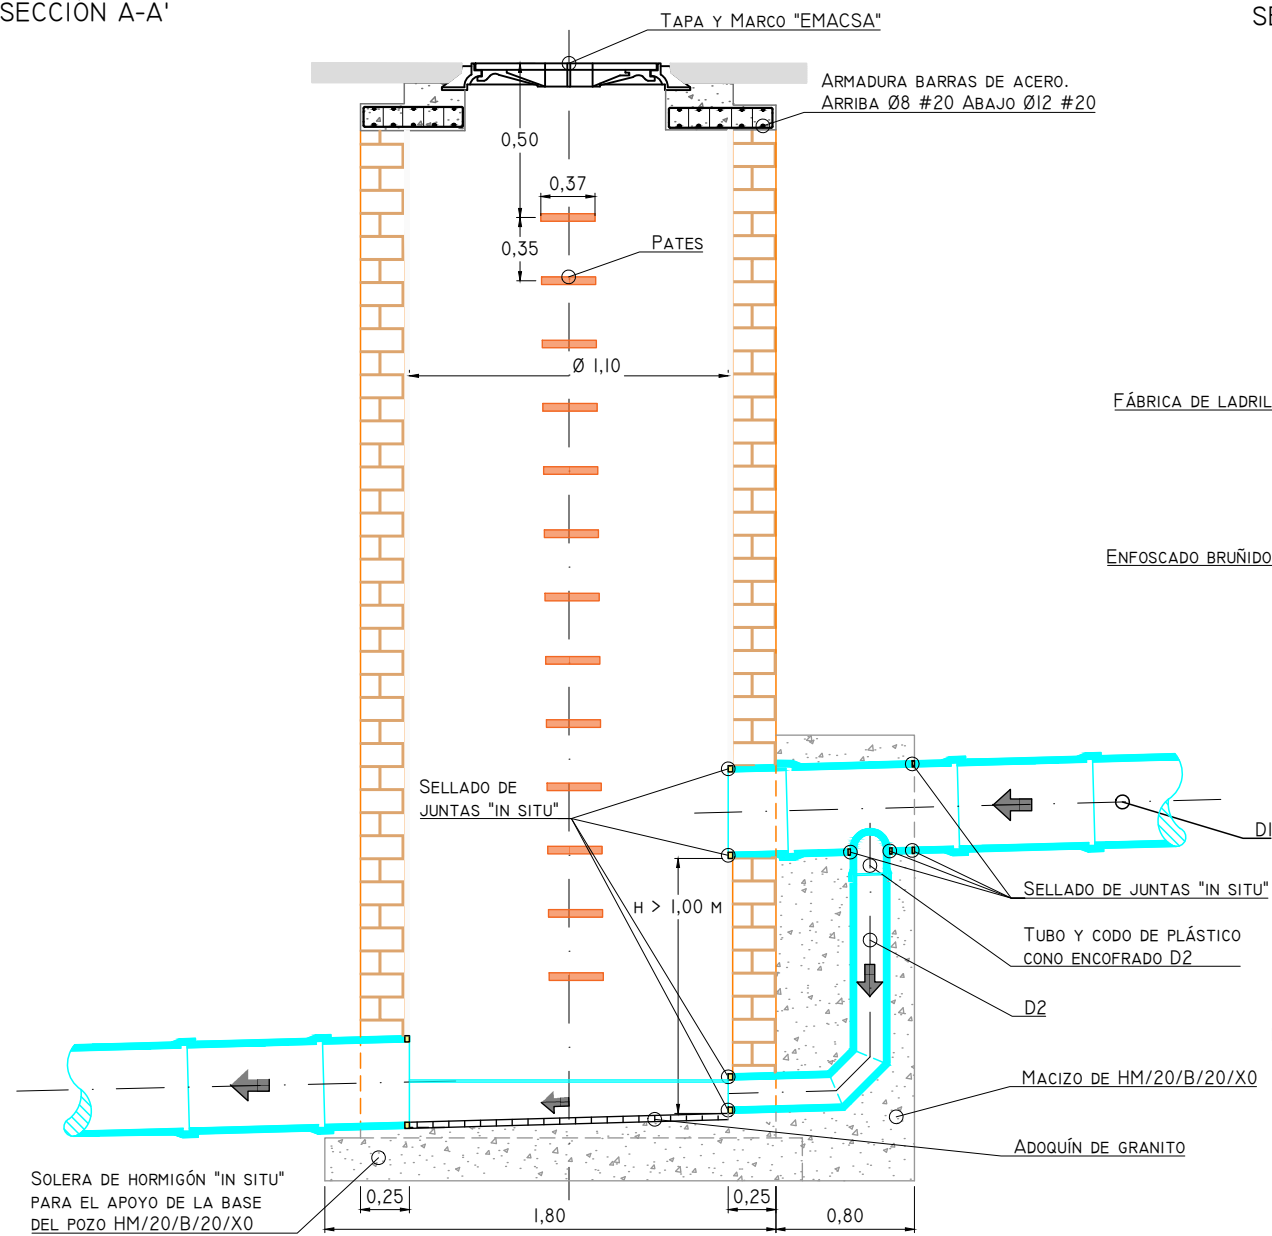 SECCIÓN A-A'
SE
TAPA Y MARCO "EMACSA"
ARMADURA BARRAS DE ACERO.
ARRIBA Ø8 #20 ABAJO Ø12 #20
0,50
0,37
0,35
PATES
Ø 1,10
FÁBRICA DE LADRIL
ENFOSCADO BRUÑIDO
SELLADO DE
JUNTAS "IN SITU"
D1
H > 1,00 M
SELLADO DE JUNTAS "IN SITU"
TUBO Y CODO DE PLÁSTICO
CONO ENCOFRADO D2
D2
MACIZO DE HM/20/B/20/X0
ADOQUÍN DE GRANITO
SOLERA DE HORMIGÓN "IN SITU"
PARA EL APOYO DE LA BASE
DEL POZO HM/20/B/20/X0
0,25
0,25
1,80
0,80